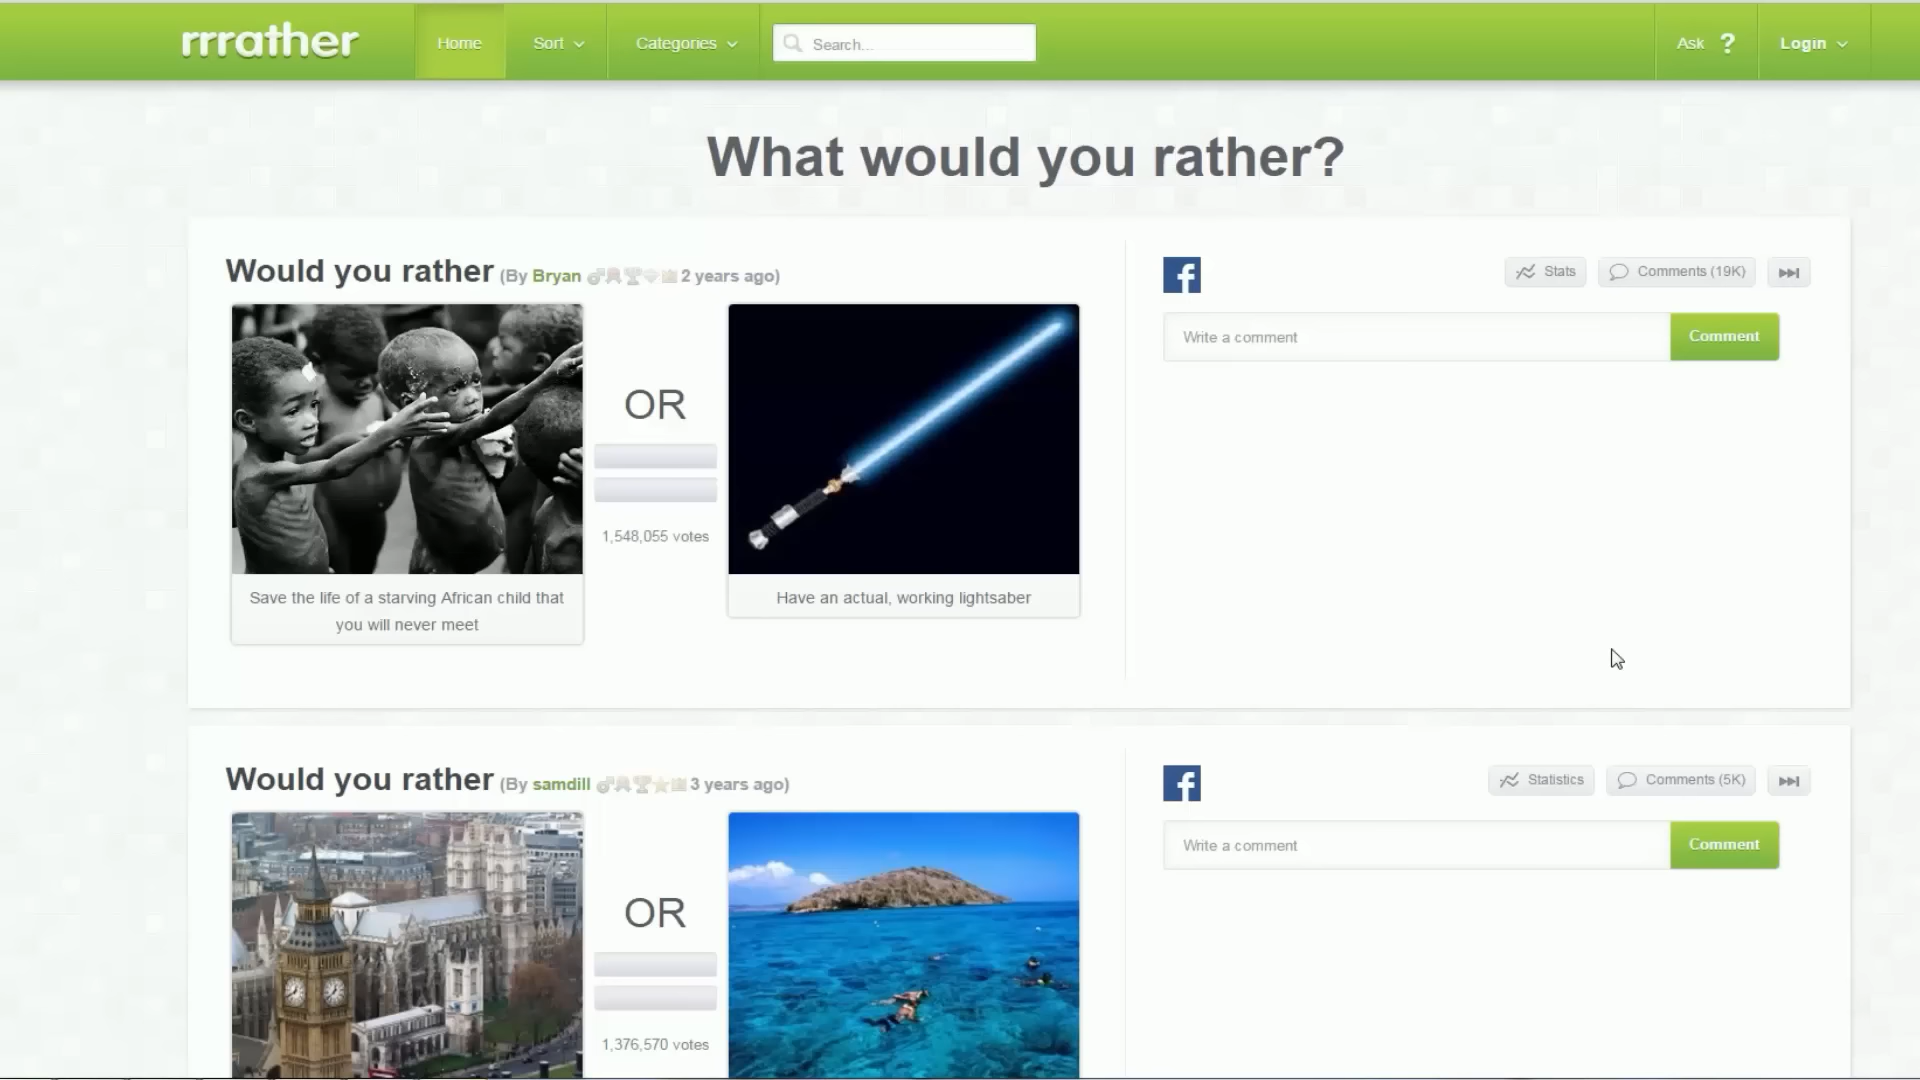 rrrather
Home
Sort
Categories
Search...
Ask ?
Login
What would you rather?
Would you rather (By Bryan 2 years ago)
OR
1,548,055 votes
Save the life of a starving African child that
you will never meet
Have an actual, working lightsaber
Stats
Comments (19K)
Write a comment
Comment
Would you rather (By samdill 3 years ago)
OR
1,376,570 votes
Statistics
Comments (5K)
Write a comment
Comment